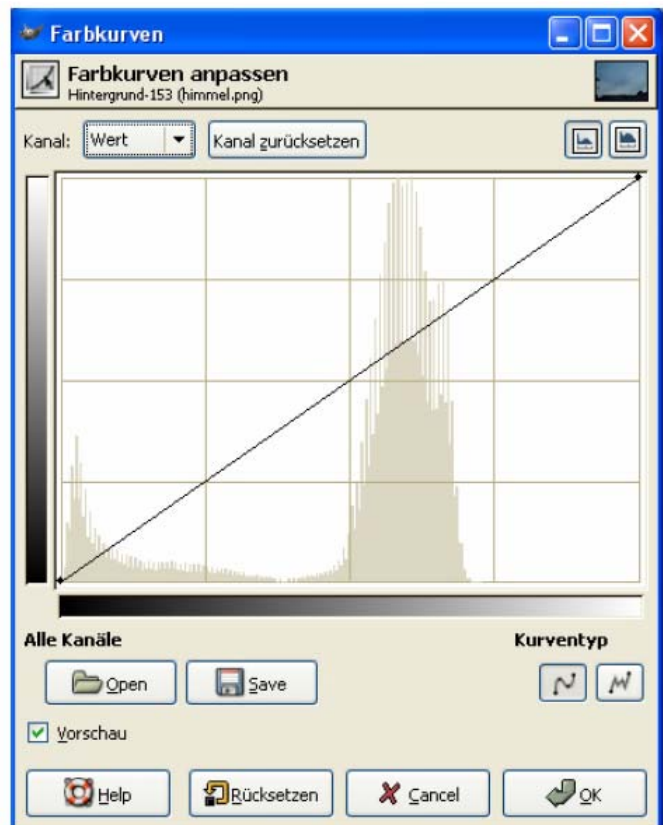 Farbkurven
Farbkurven anpassen
Hintergrund-153 (himmel.png)
Kanal: Wert Kanal zurücksetzen
Alle Kanäle Kurventyp
Open Save
Vorschau
Help Rücksetzen Cancel OK